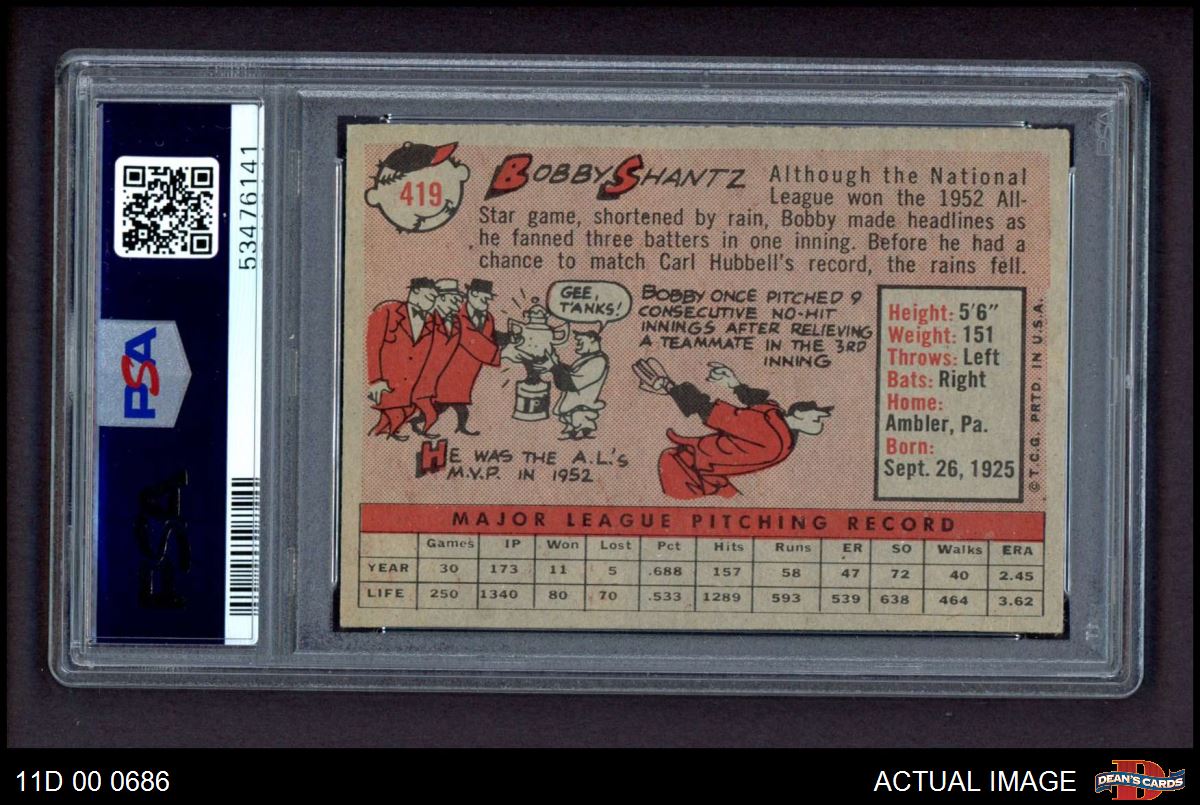 53476141
PSA
PSA
PSA
419
BOBBY SHANTZ
Although the National
League won the 1952 All-
Star game, shortened by rain, Bobby made headlines as
he fanned three batters in one inning. Before he had a
chance to match Carl Hubbell's record, the rains fell.
GEE,
T'ANKS!
IP
HE WAS THE A.L.'s
M.V.P. IN 1952
BOBBY ONCE PITCHED 9
CONSECUTIVE NO-HIT
INNINGS AFTER RELIEVING
A TEAMMATE IN THE 3RD
INNING
Height: 5'6"
Weight: 151
Throws: Left
Bats: Right
Home:
Ambler, Pa.
Born:
Sept. 26, 1925
© T.C.G. PRTD. IN U.S.A.
MAJOR LEAGUE PITCHING RECORD
Games IP Won Lost Pct Hits Runs ER SO Walks ERA
YEAR 30 173 11 5 .688 157 58 47 72 40 2.45
LIFE 250 1340 80 70 .533 1289 593 539 638 464 3.62
11D 00 0686
ACTUAL IMAGE
DEAN'S CARDS